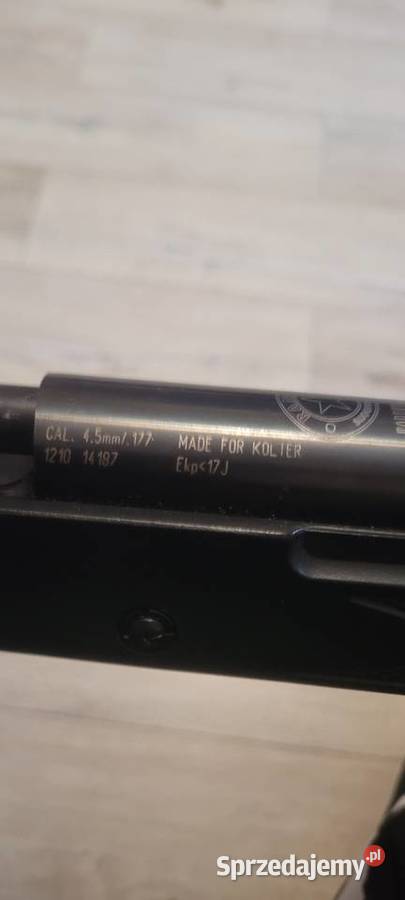 CAL. 4.5mm/.177
1210 14187
MADE FOR KOLTER
Ekp<17J
Sprzedajemy.pl